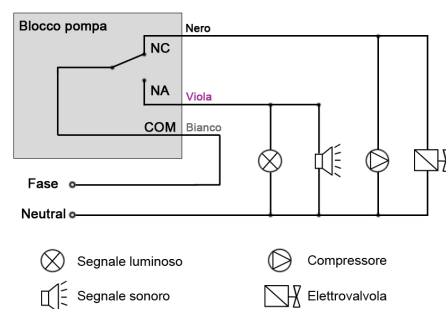 Blocco pompa
Nero
NC
NA
Viola
COM
Bianco
Fase
Neutral
Segnale luminoso
Compressore
Segnale sonoro
Elettrovalvola